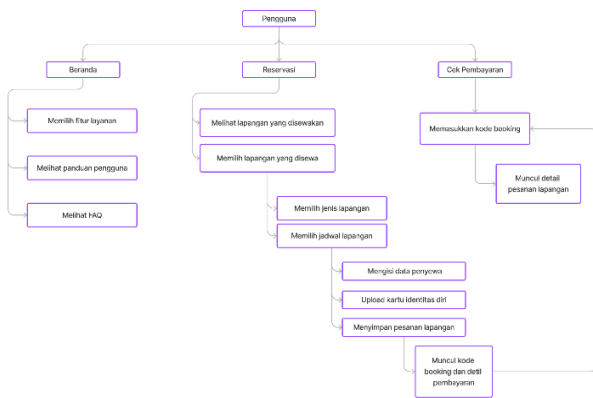 Pengguna
Beranda
Reservasi
Cek Pembayaran
Memilih fitur layanan
Melihat panduan pengguna
Melihat FAQ
Melihat lapangan yang disewakan
Memilih lapangan yang disewa
Memilih jenis lapangan
Memilih jadwal lapangan
Mengisi data penyewa
Upload kartu identitas diri
Menyimpan pesanan lapangan
Muncul kode
booking dan detil
pembayaran
Memasukkan kode booking
Muncul detail
pesanan lapangan